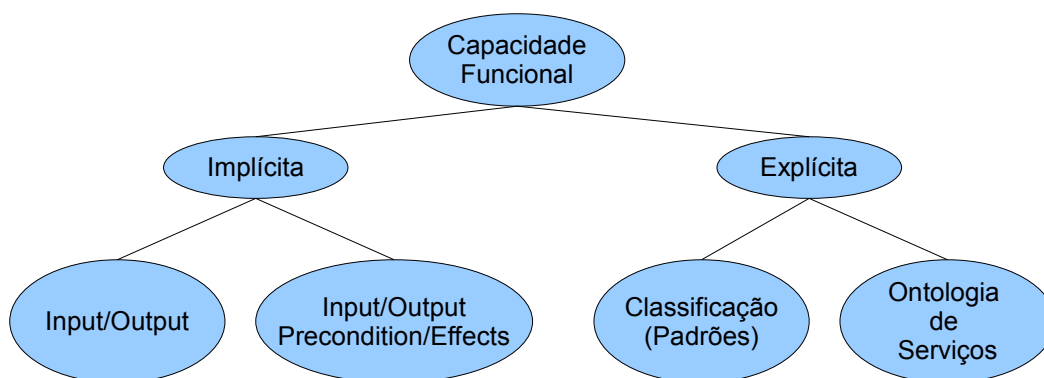 Capacidade
Funcional
Implícita
Explícita
Input/Output
Input/Output
Precondition/Effects
Classificação
(Padrões)
Ontologia
de
Serviços